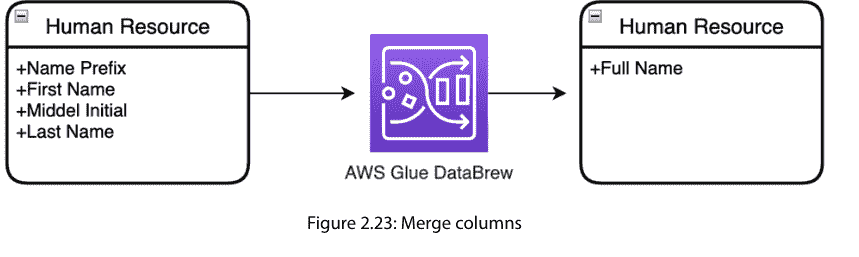 Human Resource
+Name Prefix
+First Name
+Middel Initial
+Last Name
AWS Glue DataBrew
Human Resource
+Full Name
Figure 2.23: Merge columns